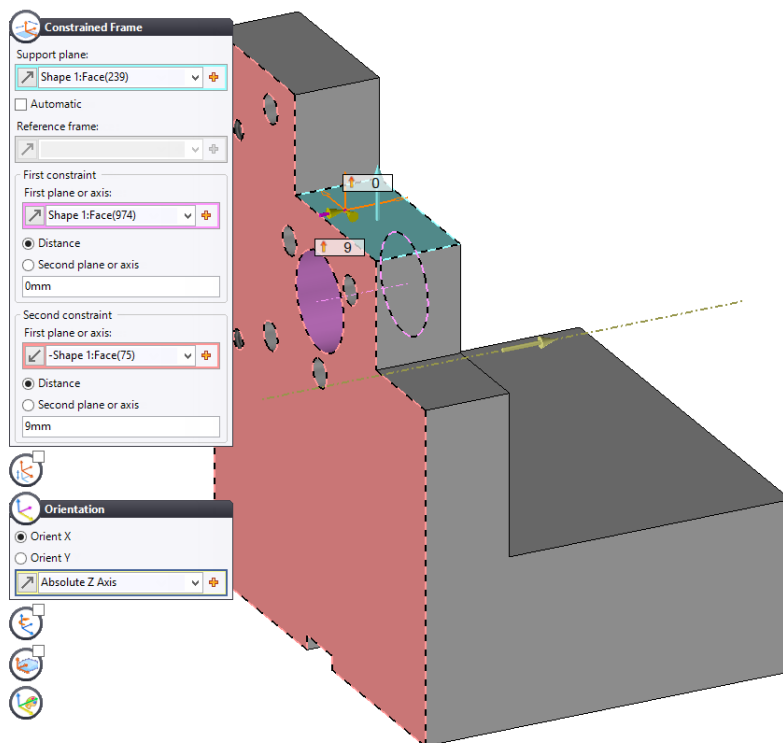 Constrained Frame
Support plane:
Shape 1:Face(239)
Automatic
Reference frame:
First constraint
First plane or axis:
Shape 1:Face(974)
Distance
Second plane or axis
0mm
Second constraint
First plane or axis:
-Shape 1:Face(75)
Distance
Second plane or axis
9mm
Orientation
Orient X
Orient Y
Absolute Z Axis
0
9